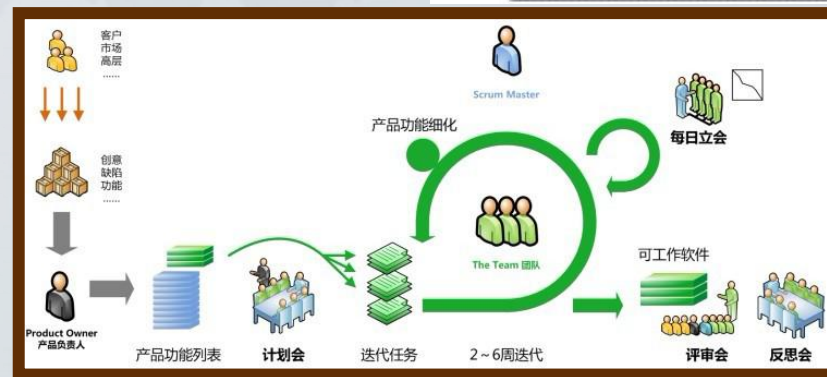 客户
市场
高层
......
创意
缺陷
功能
......
Product Owner
产品负责人
产品功能列表
计划会
迭代任务
产品功能细化
Scrum Master
The Team 团队
2～6周迭代
每日立会
可工作软件
评审会
反思会